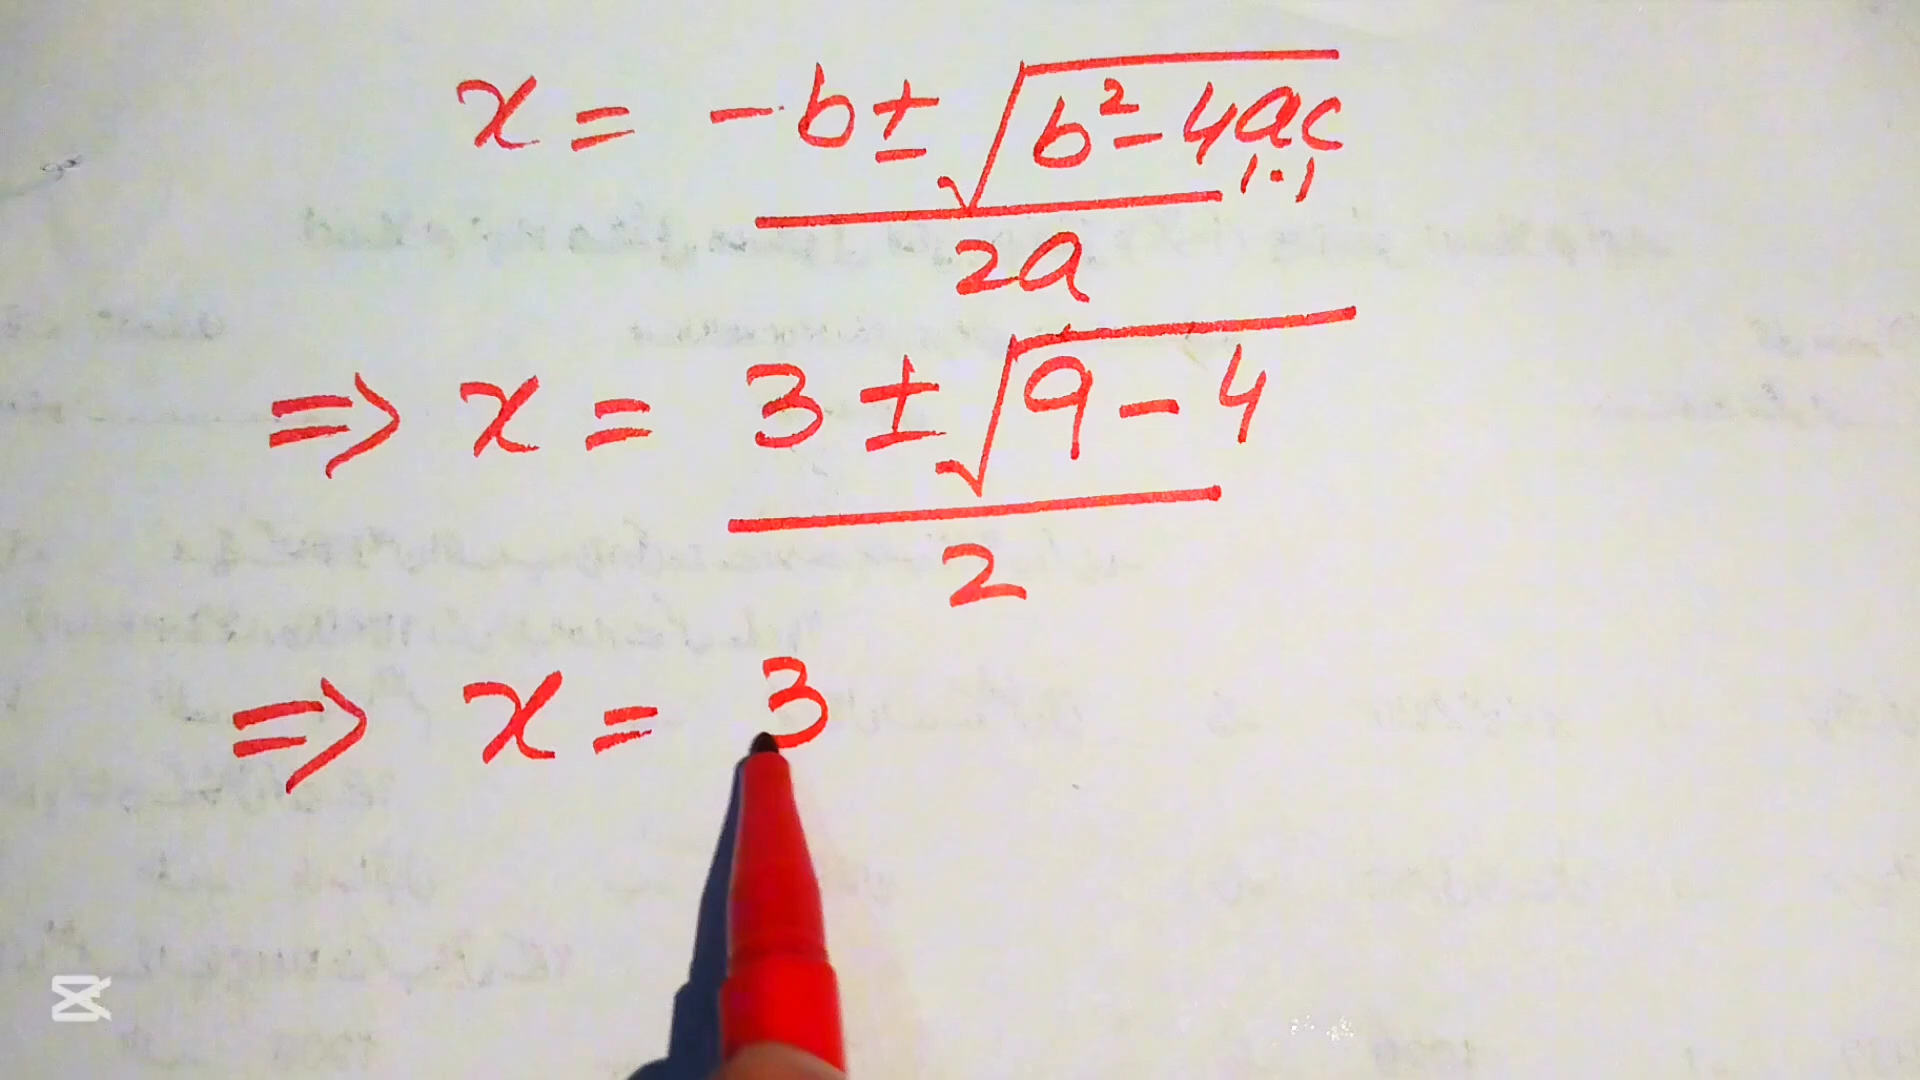 x = -b ± √(b² - 4ac)
1·1
2a
⇒ x = 3 ± √(9 - 4)
2
⇒ x = 3